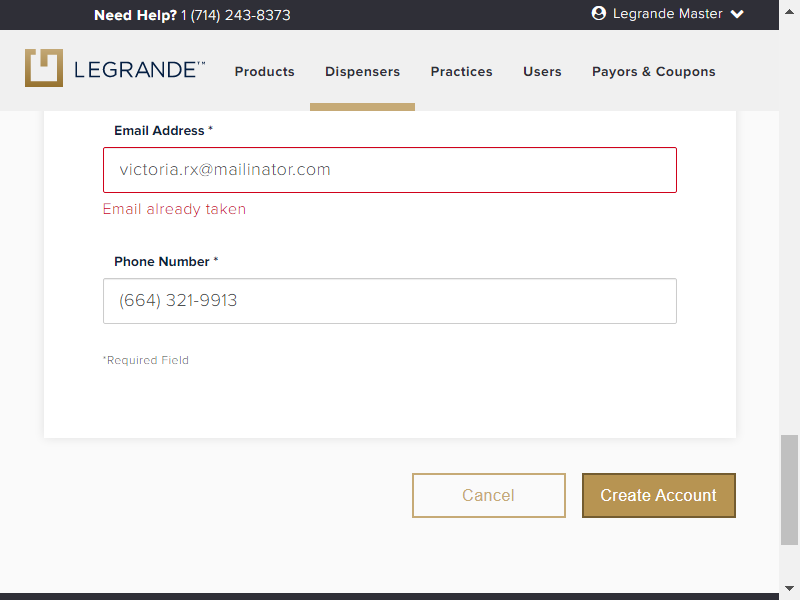 Need Help? 1 (714) 243-8373
Legrande Master
LEGRANDE™
Products Dispensers Practices Users Payors & Coupons
Email Address *
victoria.rx@mailinator.com
Email already taken
Phone Number *
(664) 321-9913
*Required Field
Cancel
Create Account